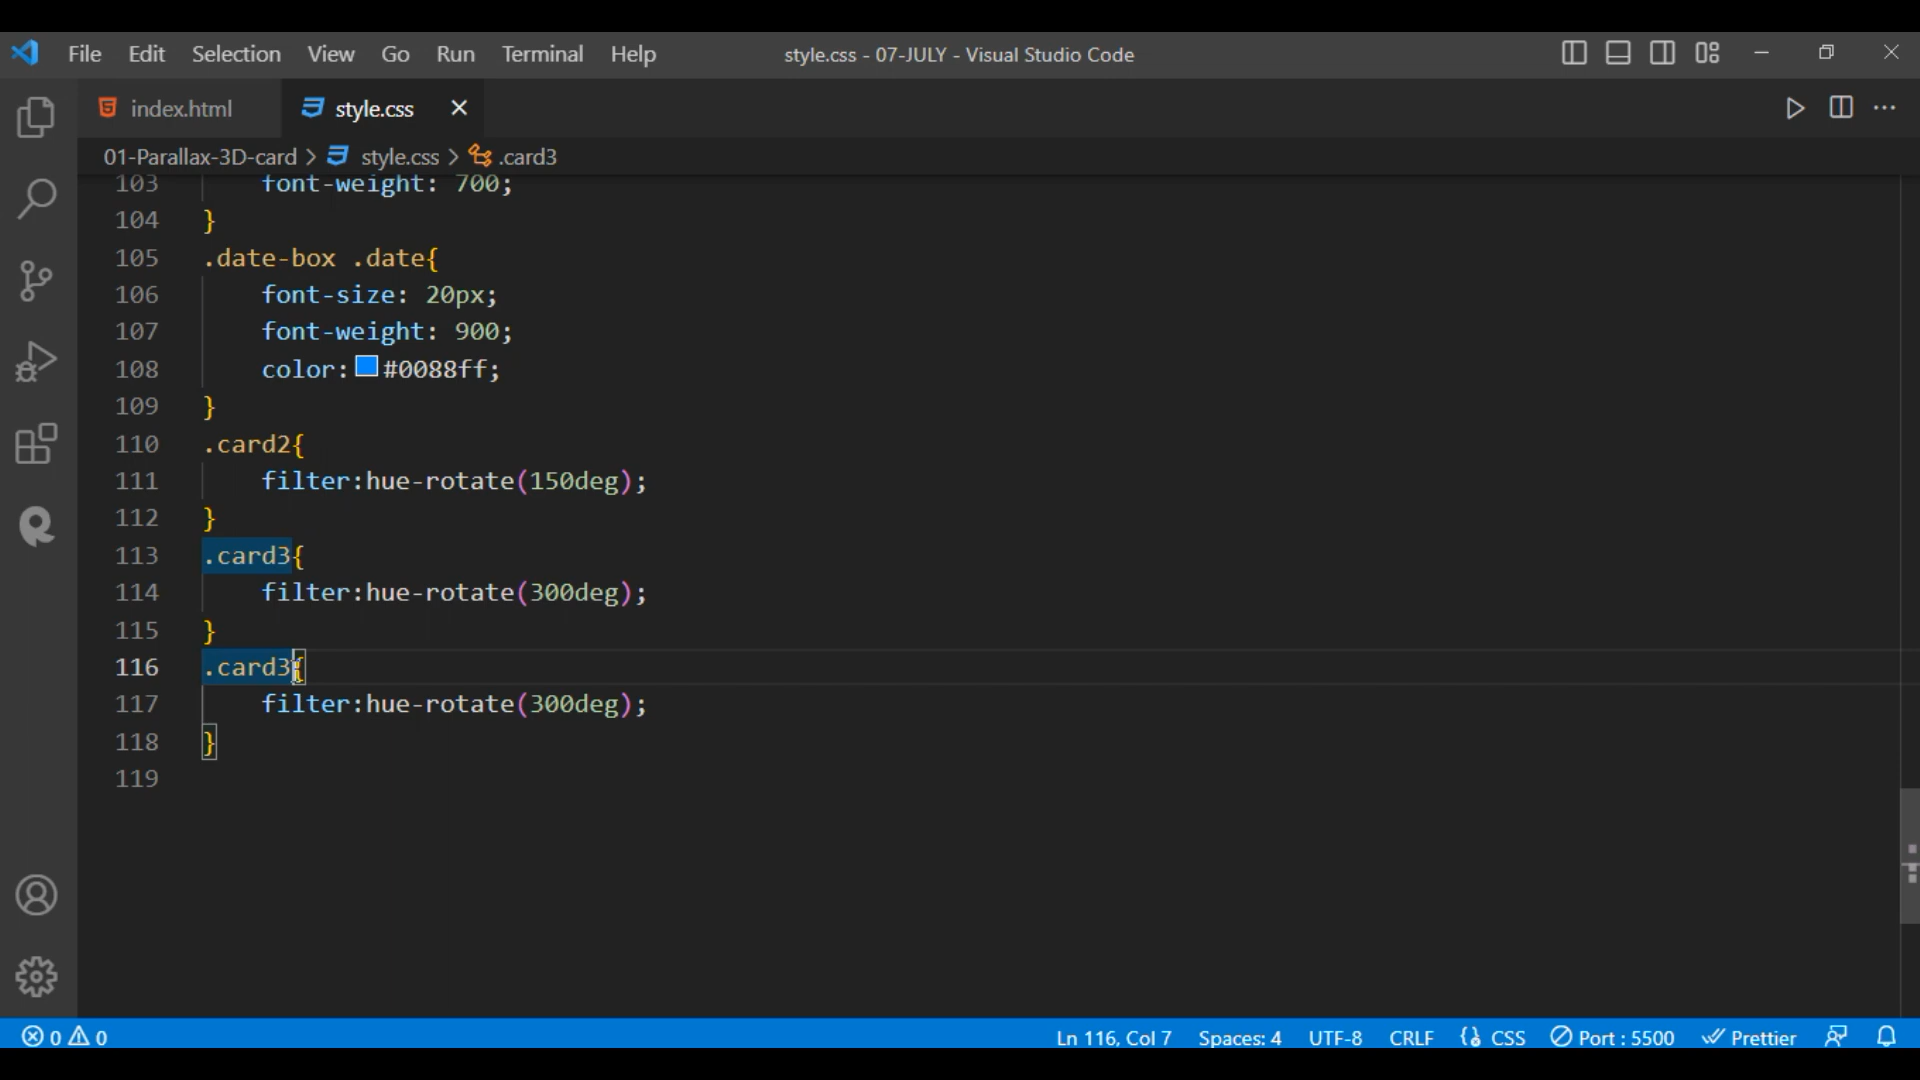 File Edit Selection View Go Run Terminal Help style.css - 07-JULY - Visual Studio Code
index.html style.css
01-Parallax-3D-card > style.css > .card3
103 font-weight: 700;
104 }
105 .date-box .date{
106 font-size: 20px;
107 font-weight: 900;
108 color: #0088ff;
109 }
110 .card2{
111 filter:hue-rotate(150deg);
112 }
113 .card3{
114 filter:hue-rotate(300deg);
115 }
116 .card3{
117 filter:hue-rotate(300deg);
118 }
119
0 0 Ln 116, Col 7 Spaces: 4 UTF-8 CRLF CSS Port : 5500 Prettier